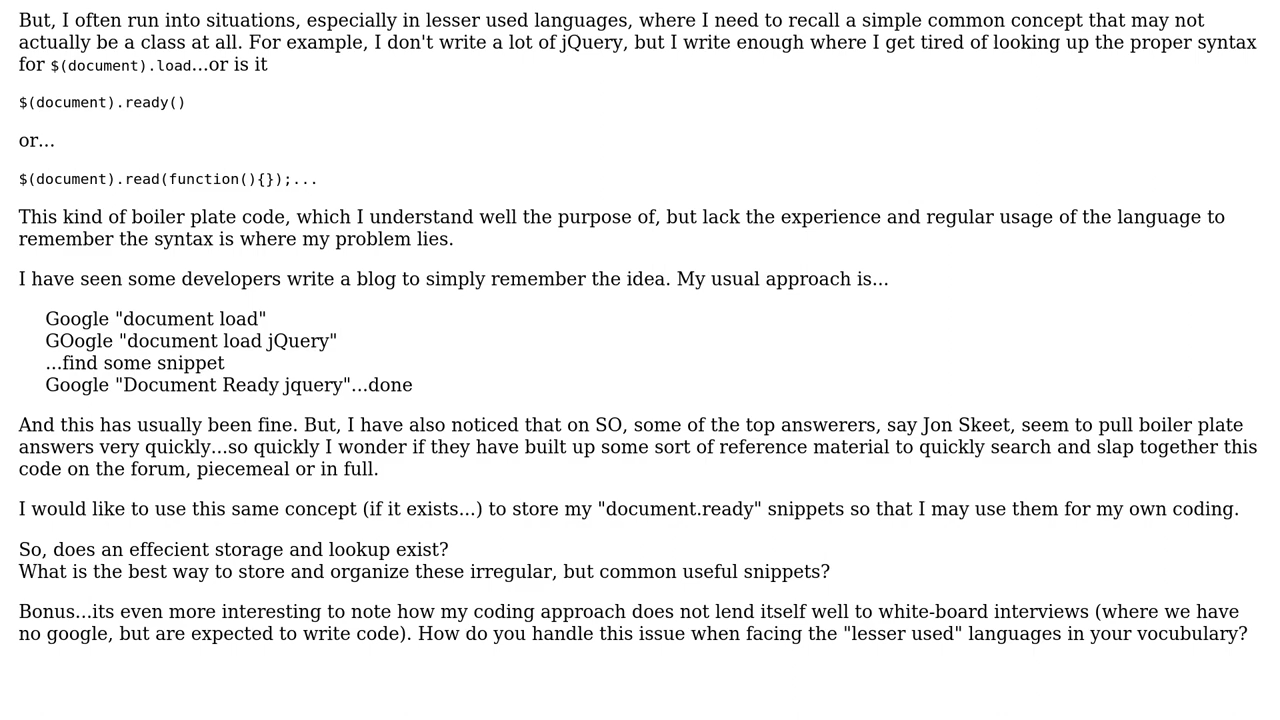 But, I often run into situations, especially in lesser used languages, where I need to recall a simple common concept that may not
actually be a class at all. For example, I don't write a lot of jQuery, but I write enough where I get tired of looking up the proper syntax
for $(document).load...or is it
$(document).ready()
or...
$(document).read(function(){});...
This kind of boiler plate code, which I understand well the purpose of, but lack the experience and regular usage of the language to
remember the syntax is where my problem lies.
I have seen some developers write a blog to simply remember the idea. My usual approach is...
Google "document load"
GOogle "document load jQuery"
...find some snippet
Google "Document Ready jquery"...done
And this has usually been fine. But, I have also noticed that on SO, some of the top answerers, say Jon Skeet, seem to pull boiler plate
answers very quickly...so quickly I wonder if they have built up some sort of reference material to quickly search and slap together this
code on the forum, piecemeal or in full.
I would like to use this same concept (if it exists...) to store my "document.ready" snippets so that I may use them for my own coding.
So, does an effecient storage and lookup exist?
What is the best way to store and organize these irregular, but common useful snippets?
Bonus...its even more interesting to note how my coding approach does not lend itself well to white-board interviews (where we have
no google, but are expected to write code). How do you handle this issue when facing the "lesser used" languages in your vocubulary?